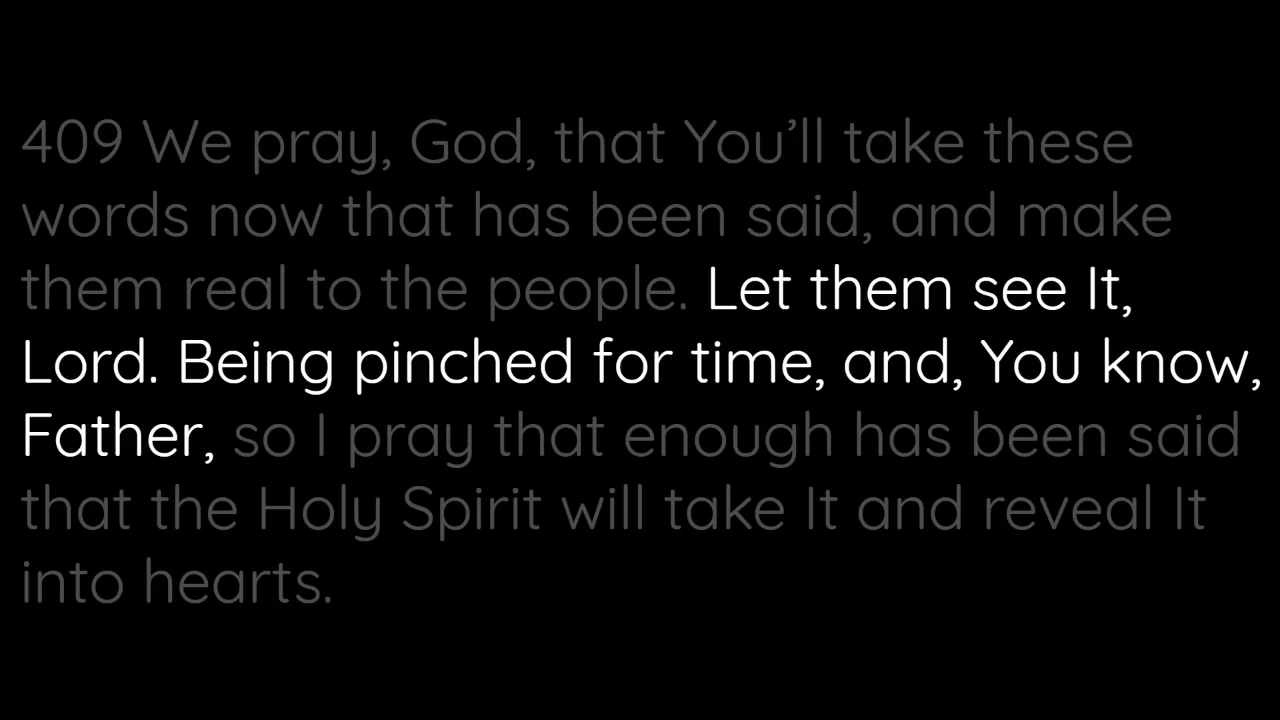 409 We pray, God, that You’ll take these
words now that has been said, and make
them real to the people. Let them see It,
Lord. Being pinched for time, and, You know,
Father, so I pray that enough has been said
that the Holy Spirit will take It and reveal It
into hearts.